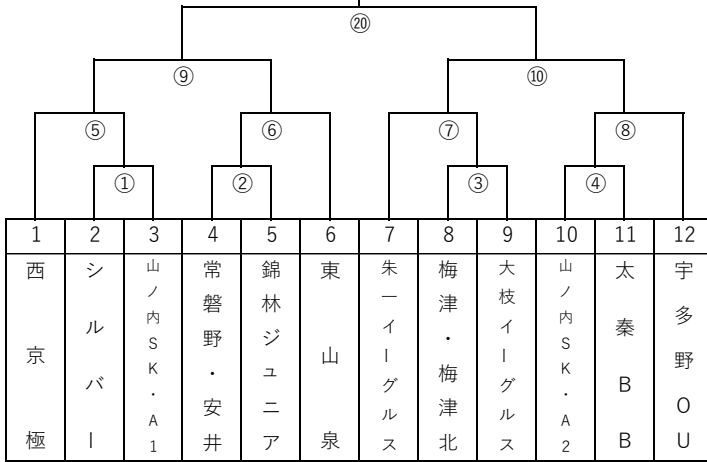 ⑳
⑨ ⑩
⑤ ⑥ ⑦ ⑧
① ② ③ ④
1 2 3 4 5 6 7 8 9 10 11 12
西京極
シルバー
山ノ内SK・A1
常磐野・安井
錦林ジュニア
東山泉
朱一イーグルス
梅津・梅津北
大枝イーグルス
山ノ内SK・A2
太秦BB
宇多野OU